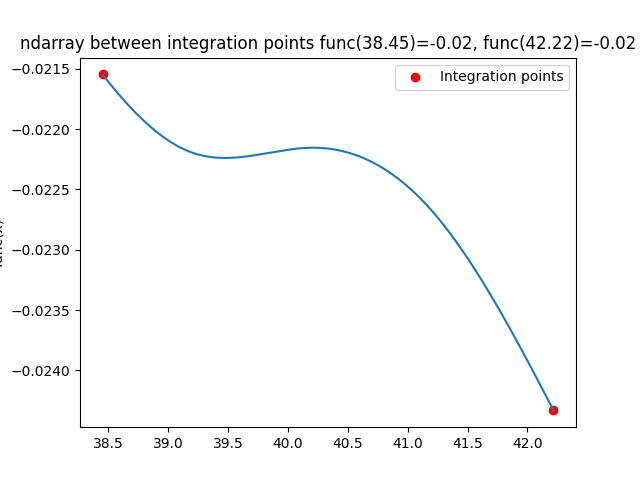 ndarray between integration points func(38.45)=-0.02, func(42.22)=-0.02
Integration points
−0.0215
−0.0220
−0.0225
−0.0230
−0.0235
−0.0240
38.5 39.0 39.5 40.0 40.5 41.0 41.5 42.0